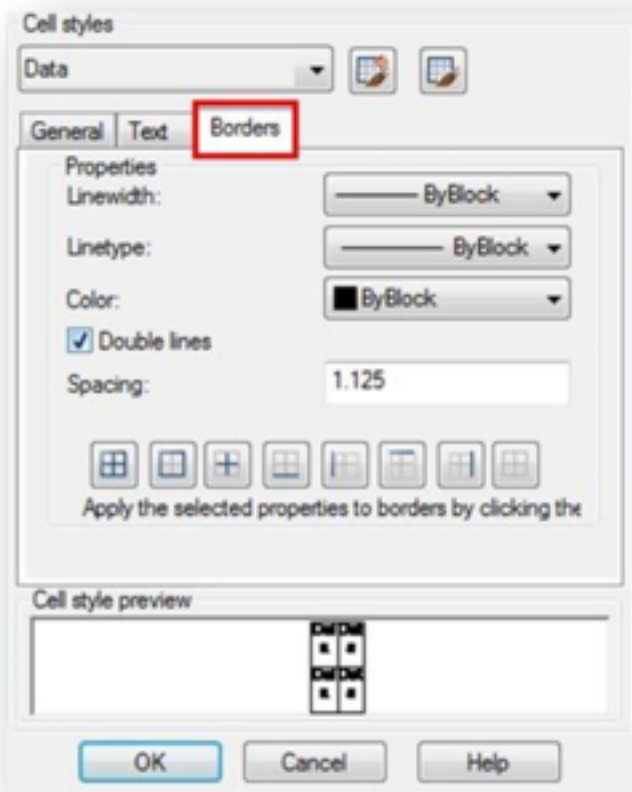 Cell styles
Data
General Text Borders
Properties
Linewidth: ByBlock
Linetype: ByBlock
Color: ByBlock
Double lines
Spacing: 1.125
Apply the selected properties to borders by clicking the
Cell style preview
OK Cancel Help